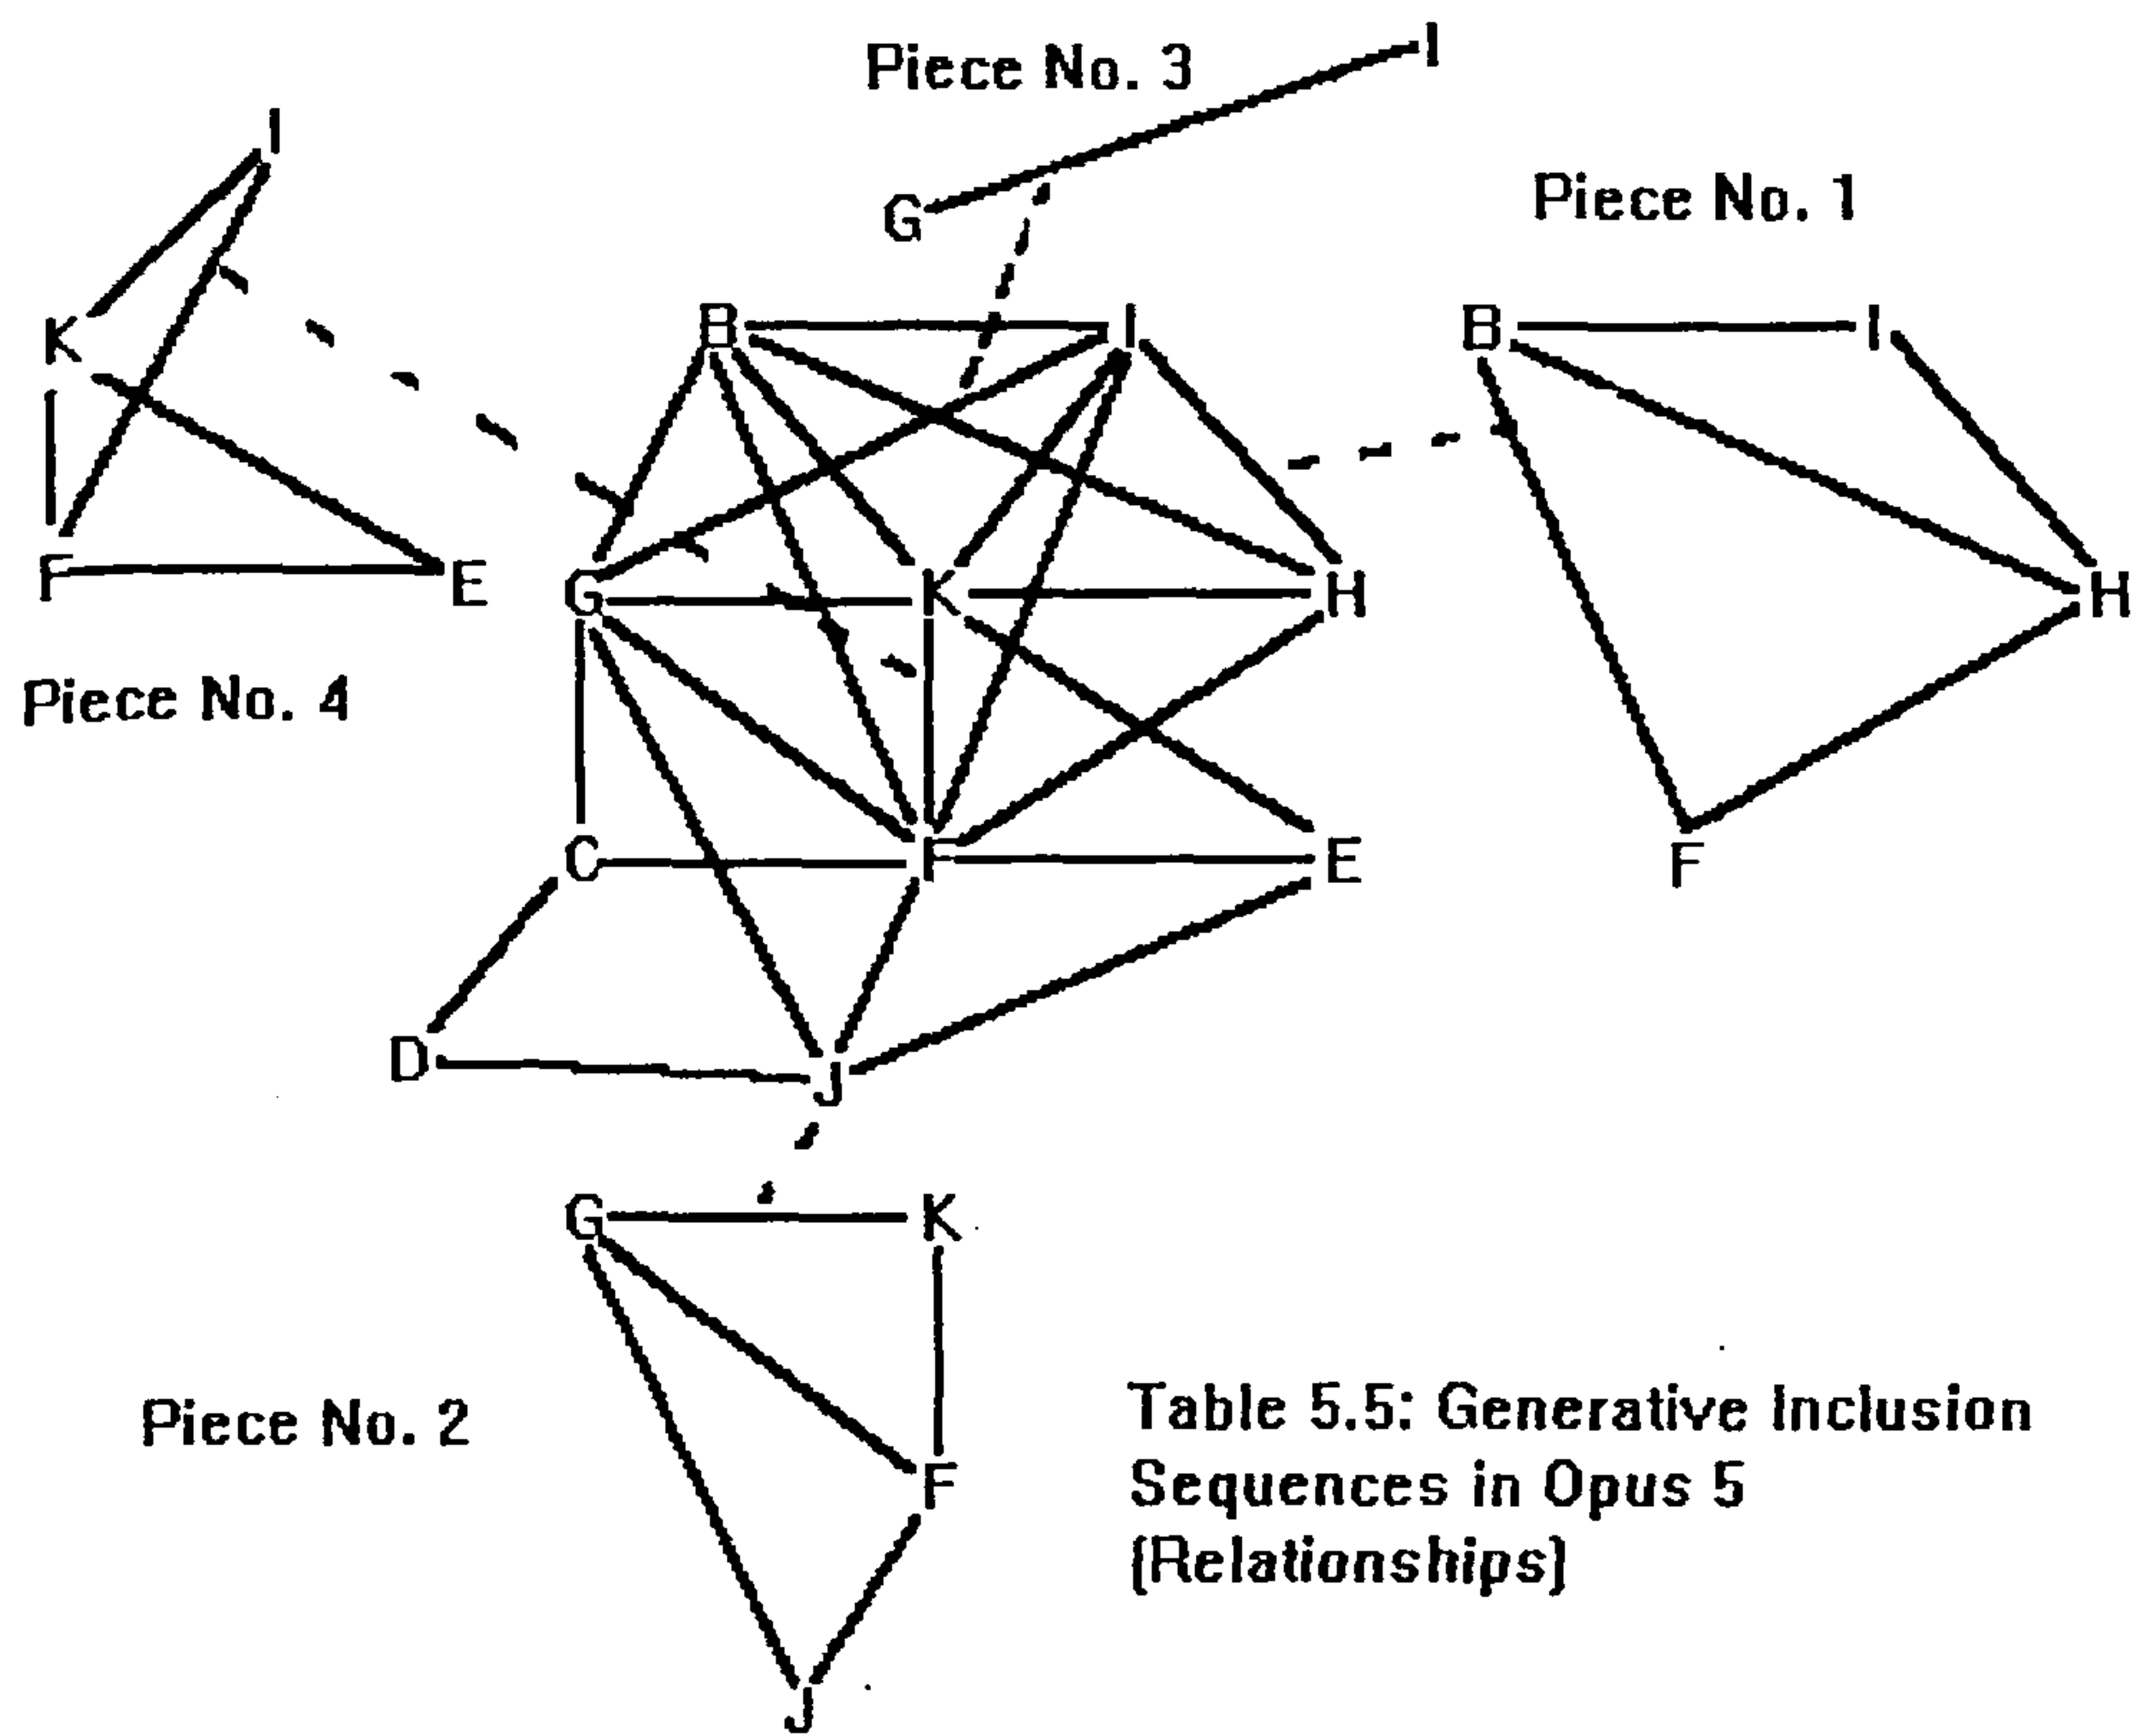 Piece No. 3
I
I
G
Piece No. 1
K
B
I
B
I
F
E
G
K
H
H
Piece No. 4
C
F
E
F
D
J
G
K
Piece No. 2
Table 5.5: Generative Inclusion
Sequences in Opus 5
(Relationships)
F
J